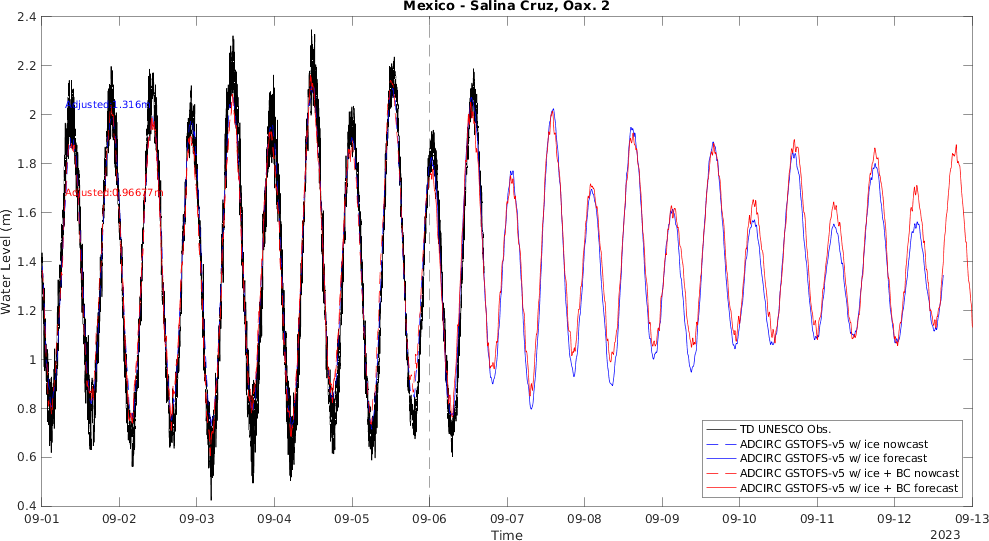 Mexico - Salina Cruz, Oax. 2
Water Level (m)
2.4
2.2
2
1.8
1.6
1.4
1.2
1
0.8
0.6
0.4
Adjusted:1.316m
Adjusted:0.96677m
TD UNESCO Obs.
ADCIRC GSTOFS-v5 w/ ice nowcast
ADCIRC GSTOFS-v5 w/ ice forecast
ADCIRC GSTOFS-v5 w/ ice + BC nowcast
ADCIRC GSTOFS-v5 w/ ice + BC forecast
09-01 09-02 09-03 09-04 09-05 09-06 09-07 09-08 09-09 09-10 09-11 09-12 09-13
Time
2023